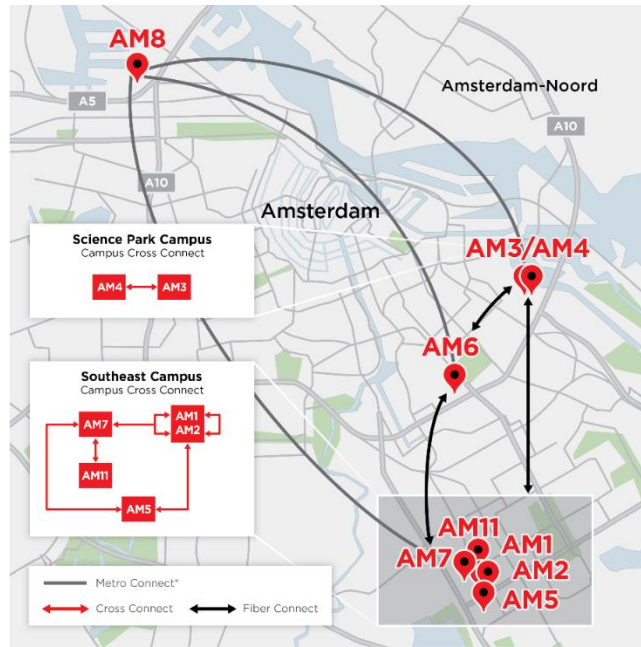 AM8
Amsterdam-Noord
A5
A10
A10
Amsterdam
Science Park Campus
Campus Cross Connect
AM4
AM3
AM3/AM4
AM6
Southeast Campus
Campus Cross Connect
AM7
AM1
AM2
AM11
AM5
AM11
AM7
AM1
AM2
AM5
Metro Connect*
Cross Connect
Fiber Connect